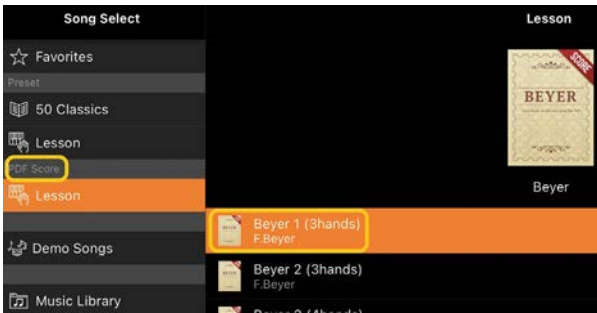 Song Select
Favorites
Preset
50 Classics
Lesson
PDF Score
Lesson
Demo Songs
Music Library
Lesson
SCORE
BEYER
Beyer
Beyer 1 (3hands)
F.Beyer
Beyer 2 (3hands)
F.Beyer